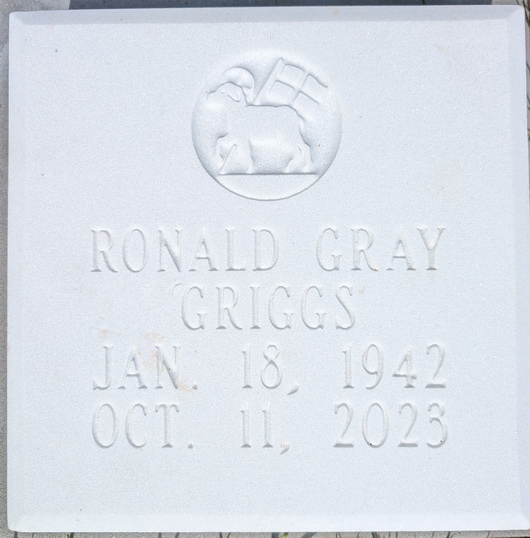 RONALD GRAY
'GRIGGS'
JAN. 18, 1942
OCT. 11, 2023